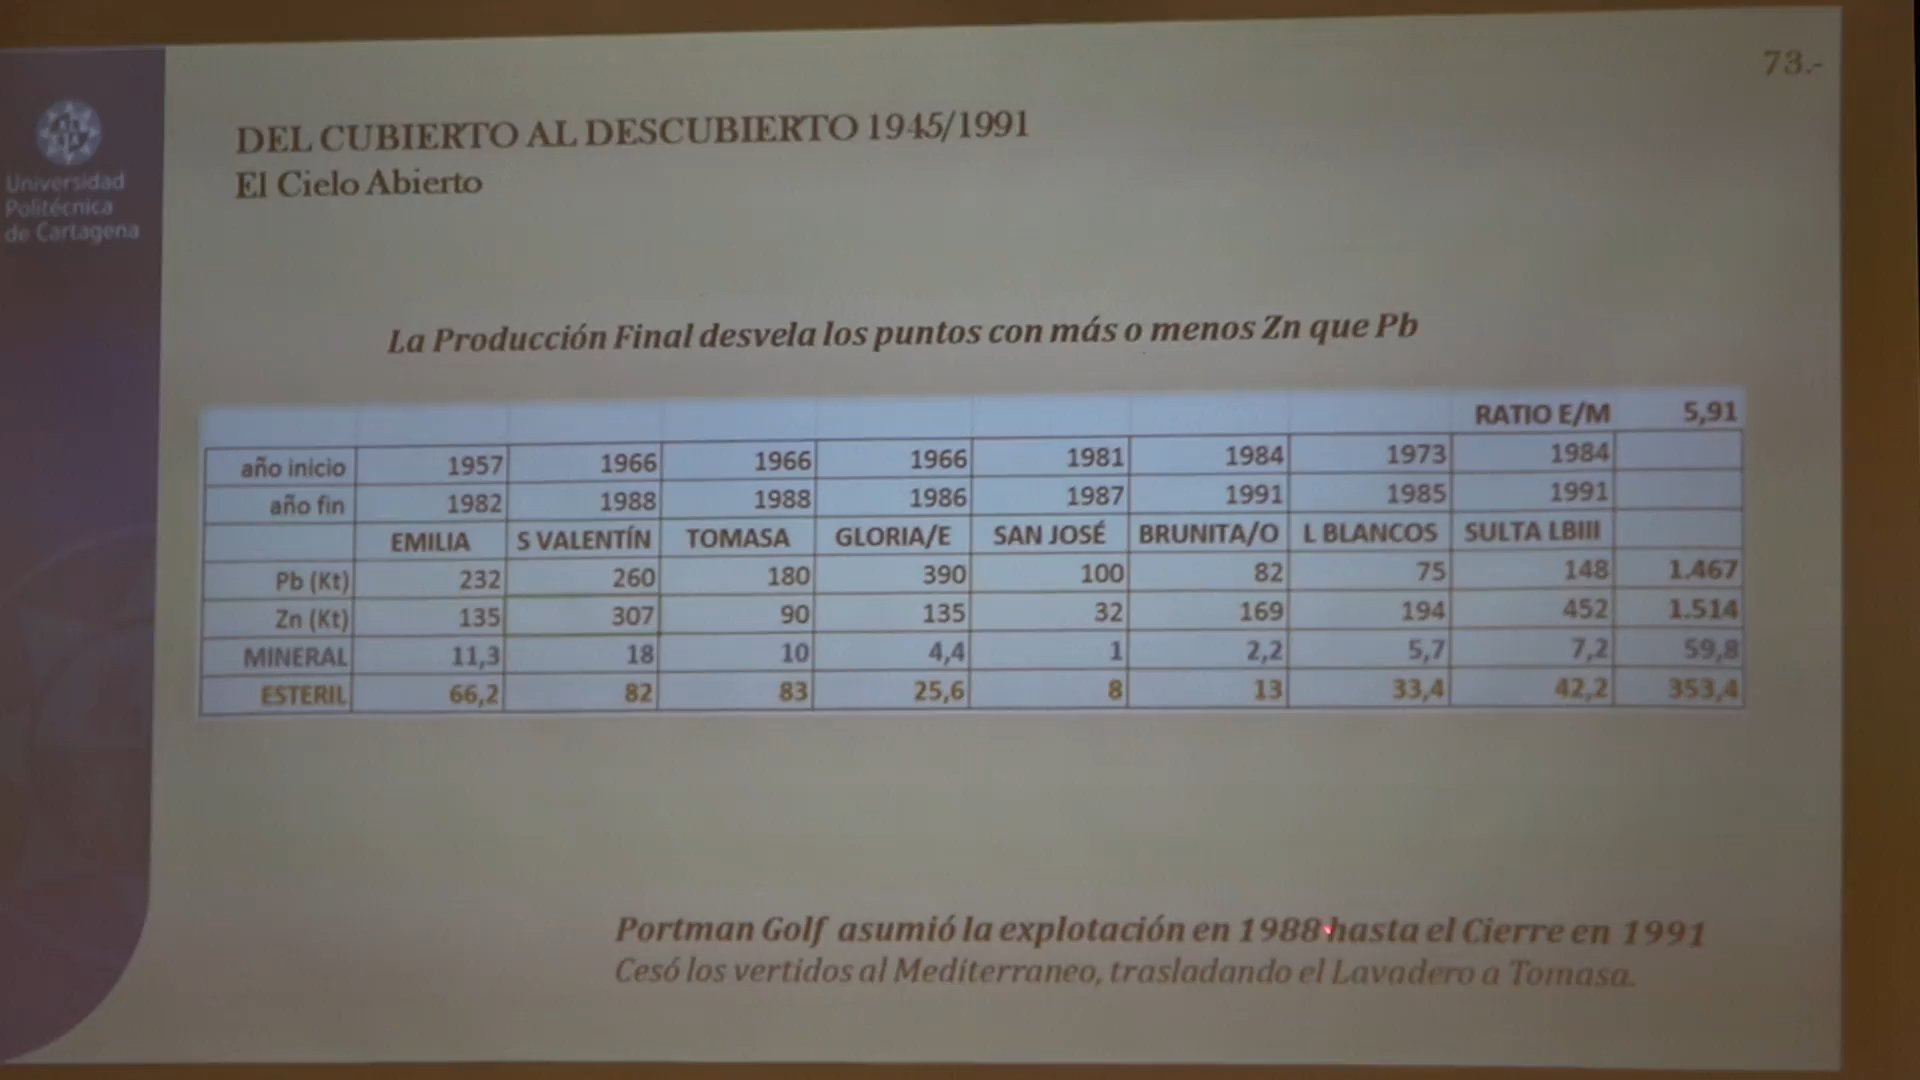 73.-
Universidad
Politécnica
de Cartagena
DEL CUBIERTO AL DESCUBIERTO 1945/1991
El Cielo Abierto
La Producción Final desvela los puntos con más o menos Zn que Pb
RATIO E/M 5,91
año inicio 1957 1966 1966 1966 1981 1984 1973 1984
año fin 1982 1988 1988 1986 1987 1991 1985 1991
EMILIA S VALENTÍN TOMASA GLORIA/E SAN JOSÉ BRUNITA/O L BLANCOS SULTA LBIII
Pb (Kt) 232 260 180 390 100 82 75 148 1.467
Zn (Kt) 135 307 90 135 32 169 194 452 1.514
MINERAL 11,3 18 10 4,4 1 2,2 5,7 7,2 59,8
ESTERIL 66,2 82 83 25,6 8 13 33,4 42,2 353,4
Portman Golf asumió la explotación en 1988 hasta el Cierre en 1991
Cesó los vertidos al Mediterraneo, trasladando el Lavadero a Tomasa.